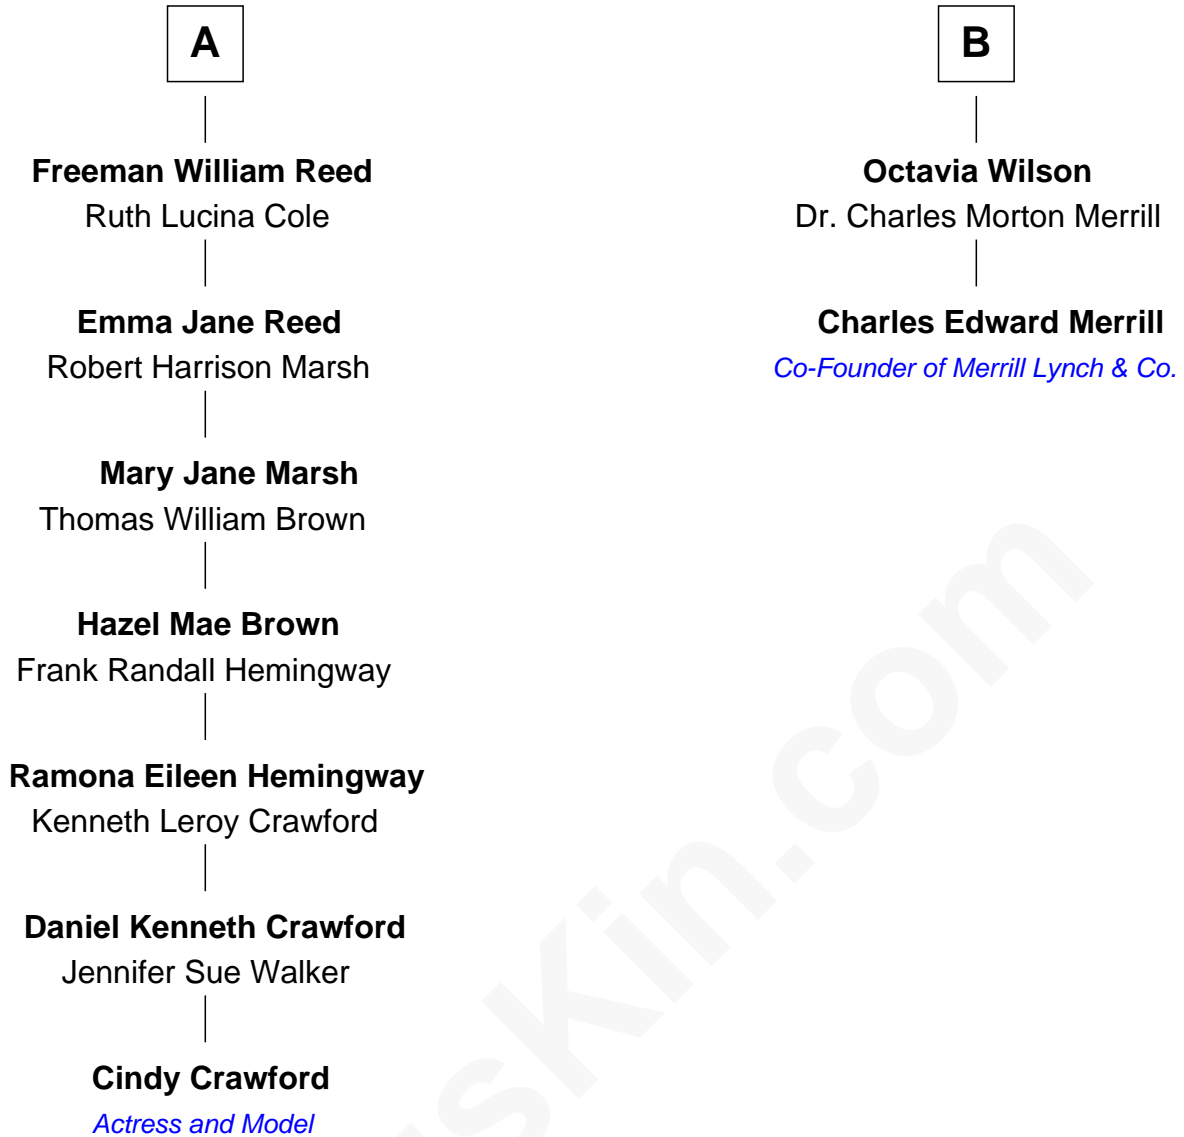 A
Freeman William Reed
Ruth Lucina Cole
Emma Jane Reed
Robert Harrison Marsh
Mary Jane Marsh
Thomas William Brown
Hazel Mae Brown
Frank Randall Hemingway
Ramona Eileen Hemingway
Kenneth Leroy Crawford
Daniel Kenneth Crawford
Jennifer Sue Walker
Cindy Crawford
Actress and Model
B
Octavia Wilson
Dr. Charles Morton Merrill
Charles Edward Merrill
Co-Founder of Merrill Lynch & Co.
sKin.com